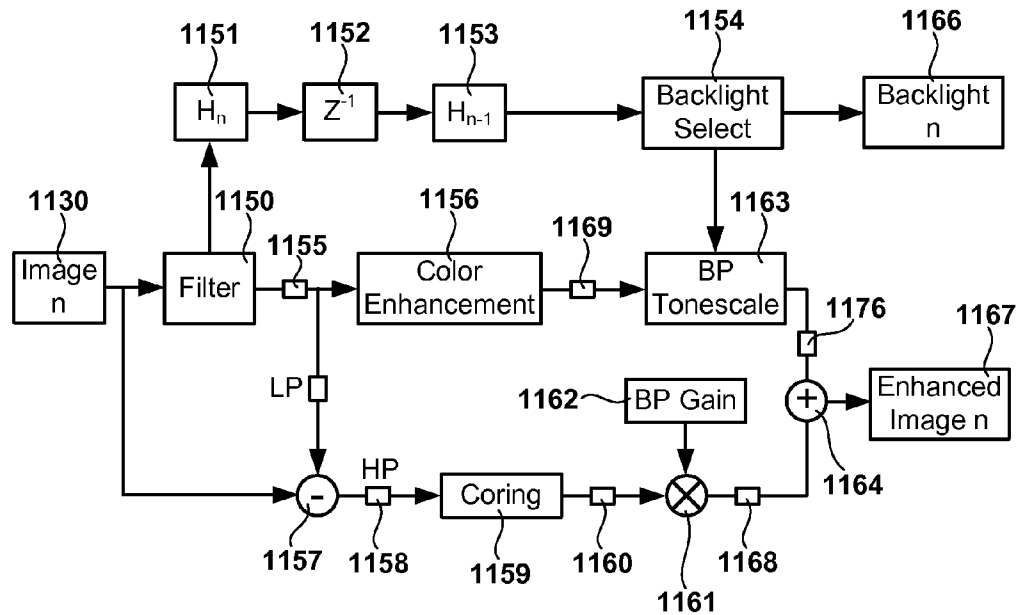 1151
1152
1153
1154
1166
H_n
Z^-1
H_n-1
Backlight
Select
Backlight
n
1130
1150
1155
1156
1169
1163
Image
n
Filter
Color
Enhancement
BP
Tonescale
1176
1167
LP
1162
BP Gain
+
Enhanced
Image n
HP
-
Coring
1164
1157
1158
1159
1160
1161
1168